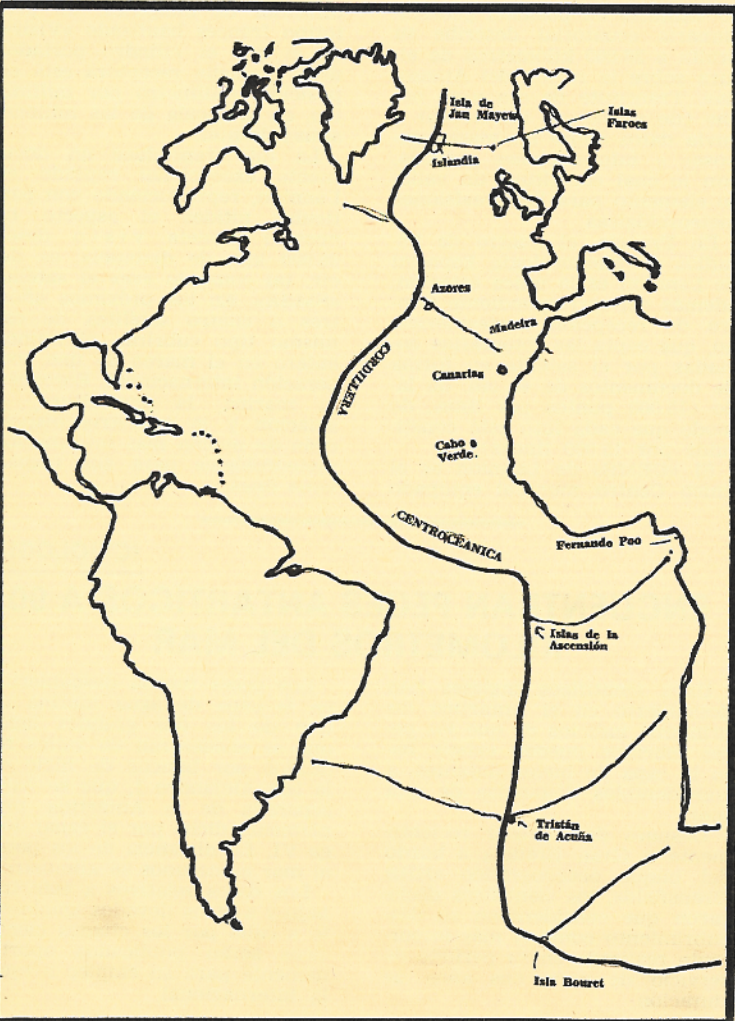 Isla de
Jan Mayen
Islas
Faroes
Islandia
Azores
Madeira
CORDILLERA
Canarias
Cabo
Verde.
CENTROCEANICA
Fernando Poo
Islas de la
Ascensión
Tristán
de Acuña
Isla Bouret